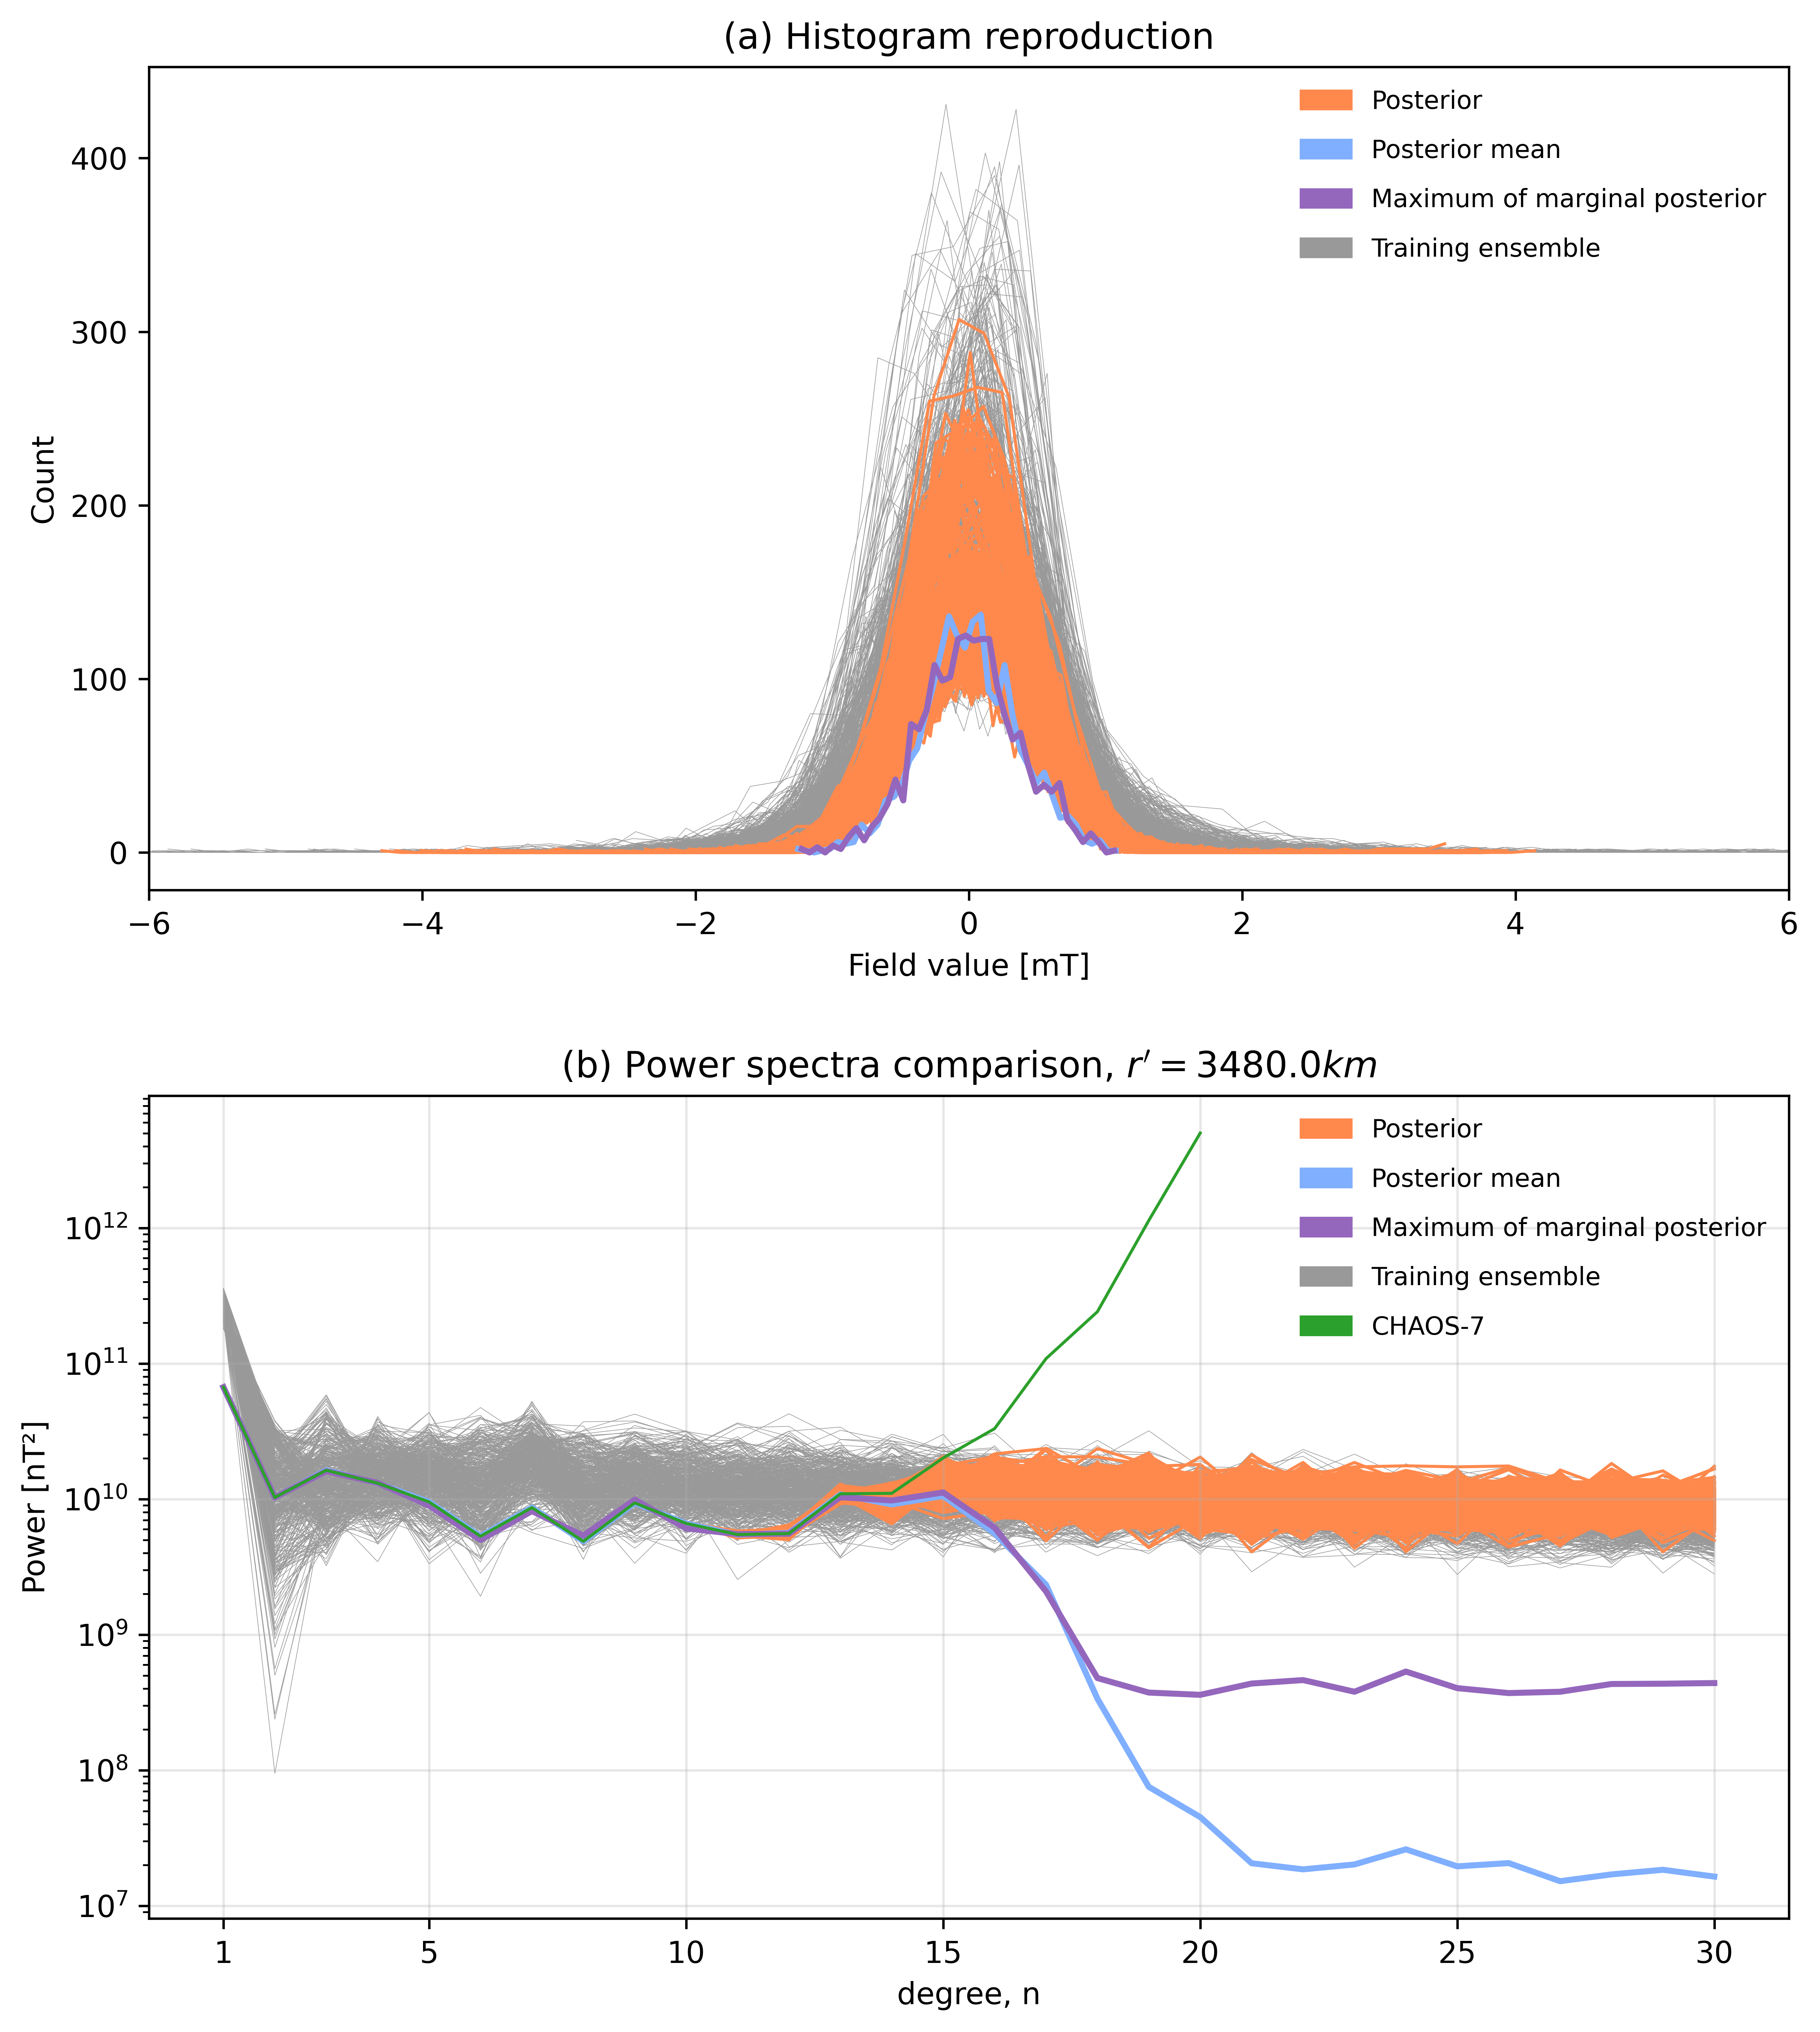 (a) Histogram reproduction
Count
400
300
200
100
0
−6
−4
−2
0
2
4
6
Field value [mT]
Posterior
Posterior mean
Maximum of marginal posterior
Training ensemble
(b) Power spectra comparison, r′ = 3480.0km
Power [nT²]
10¹²
10¹¹
10¹⁰
10⁹
10⁸
10⁷
1
5
10
15
20
25
30
degree, n
Posterior
Posterior mean
Maximum of marginal posterior
Training ensemble
CHAOS-7